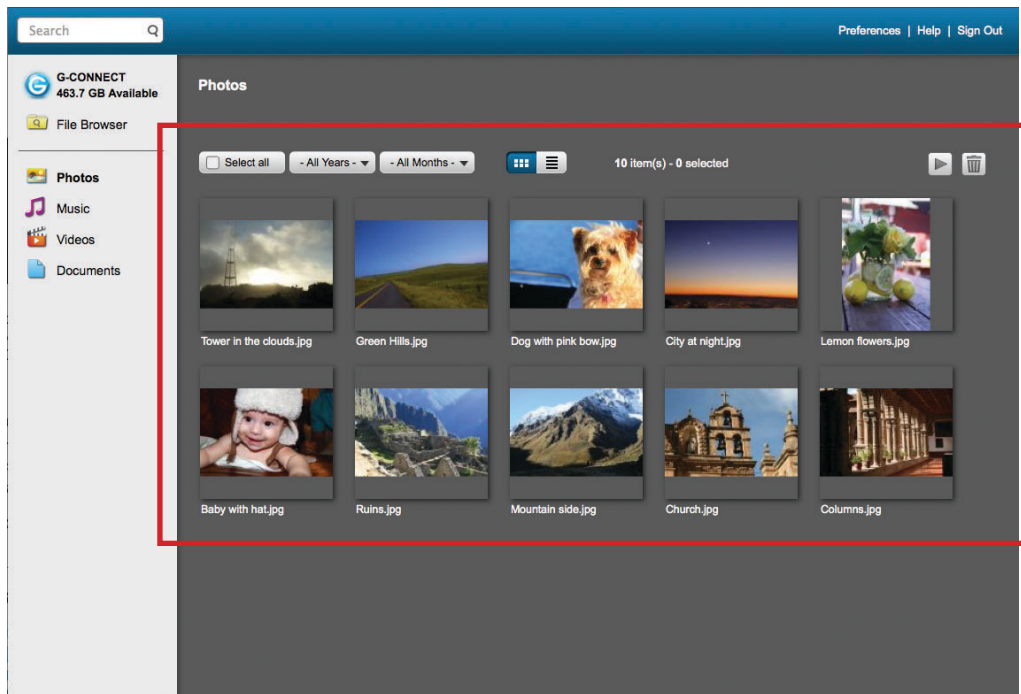 Search
Preferences | Help | Sign Out
G-CONNECT
463.7 GB Available
File Browser
Photos
Music
Videos
Documents
Photos
Select all
- All Years -
- All Months -
10 item(s) - 0 selected
Tower in the clouds.jpg
Green Hills.jpg
Dog with pink bow.jpg
City at night.jpg
Lemon flowers.jpg
Baby with hat.jpg
Ruins.jpg
Mountain side.jpg
Church.jpg
Columns.jpg